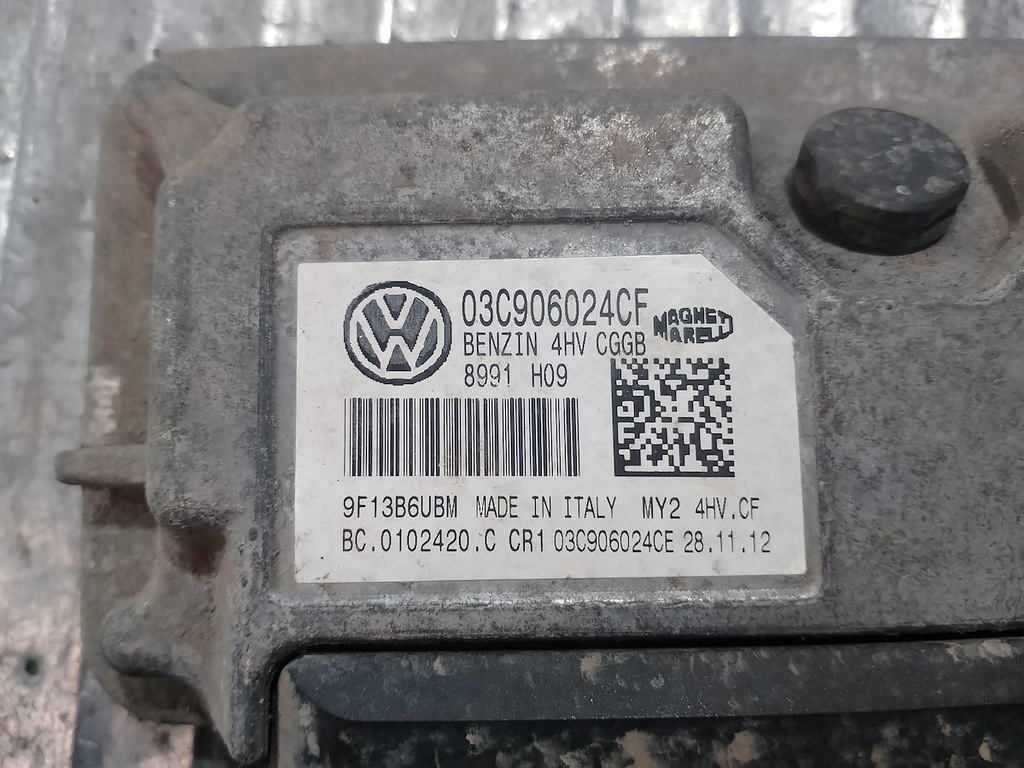 03C906024CF
MAGNETI
MARELLI
BENZIN 4HV CGGB
8991 H09
9F13B6UBM MADE IN ITALY MY2 4HV.CF
BC.0102420.C CR1 03C906024CE 28.11.12